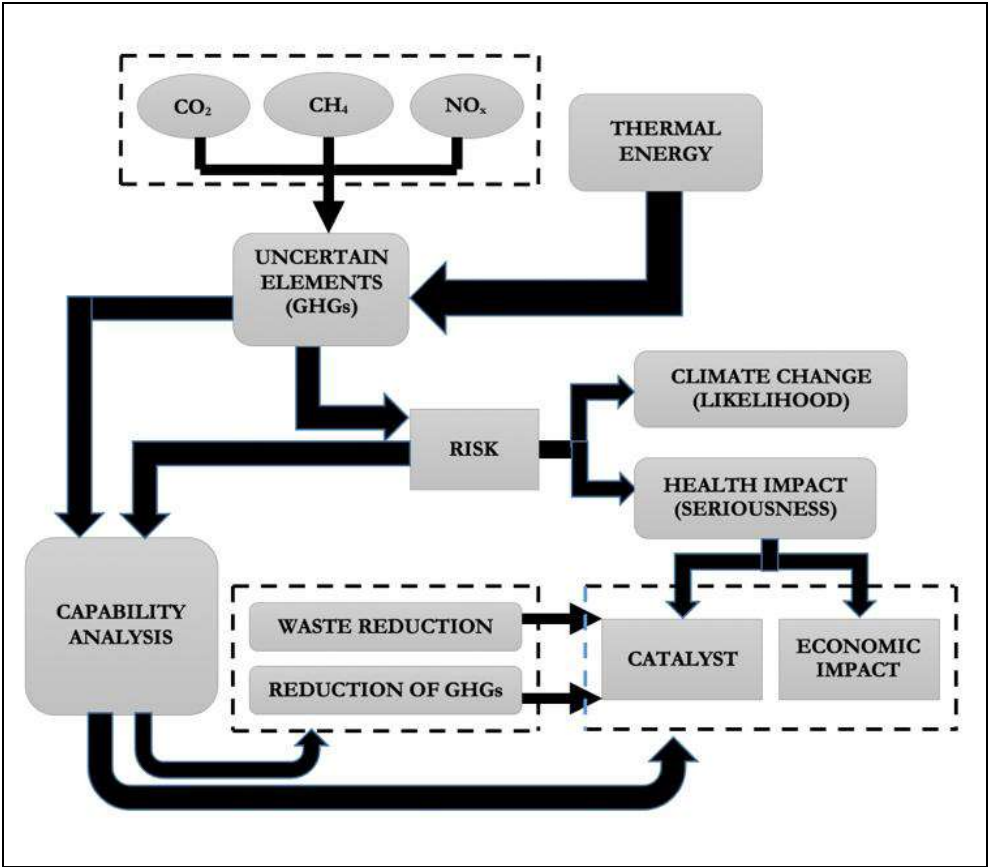 CO₂
CH₄
NOₓ
THERMAL
ENERGY
UNCERTAIN
ELEMENTS
(GHGs)
CLIMATE CHANGE
(LIKELIHOOD)
RISK
HEALTH IMPACT
(SERIOUSNESS)
CAPABILITY
ANALYSIS
WASTE REDUCTION
REDUCTION OF GHGs
CATALYST
ECONOMIC
IMPACT